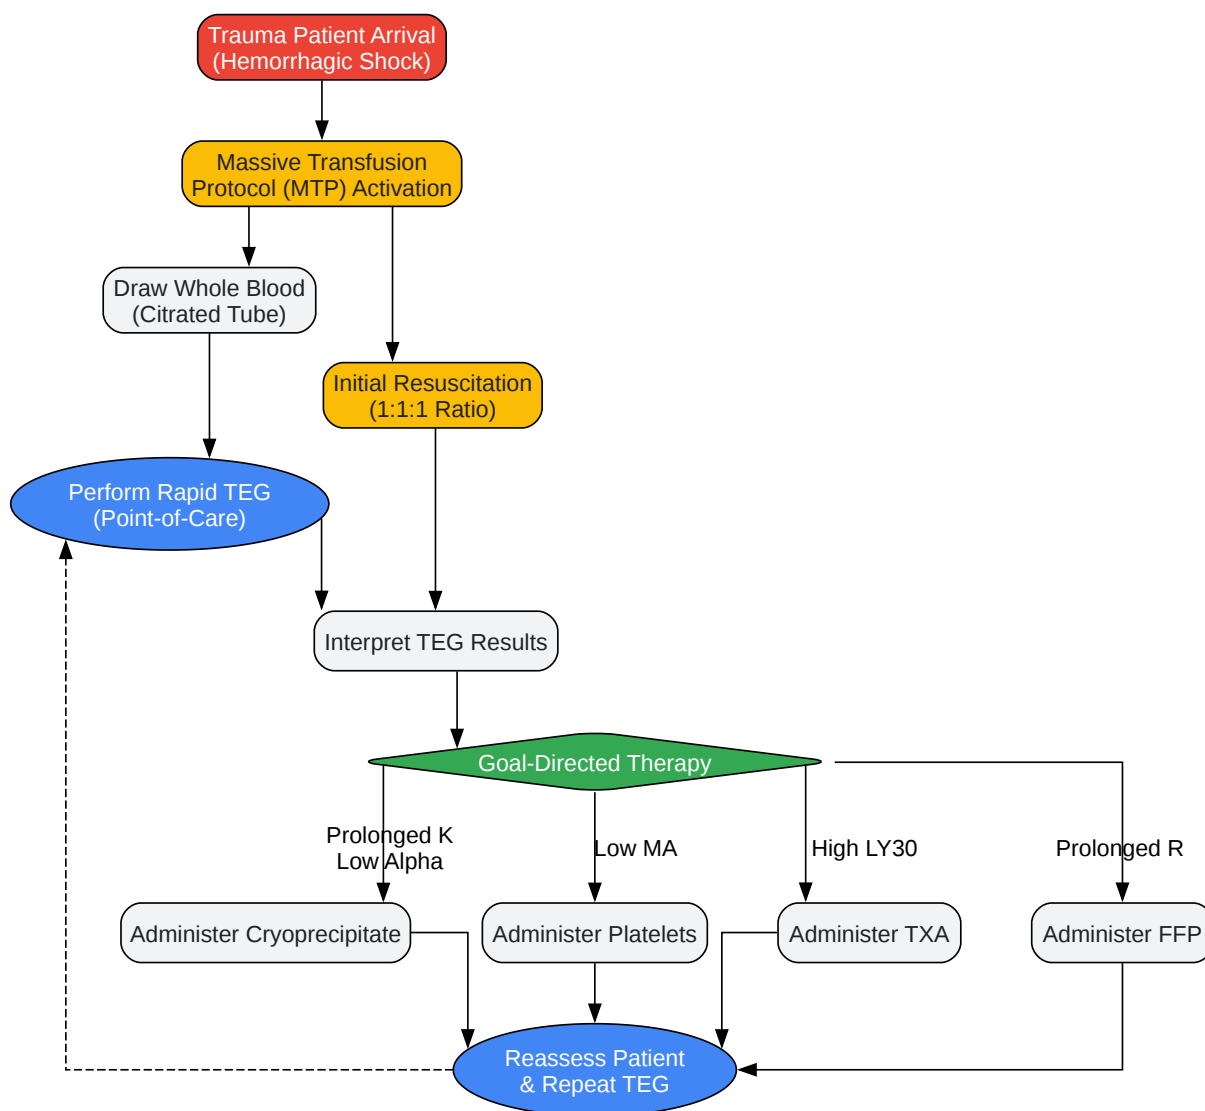 Trauma Patient Arrival
(Hemorrhagic Shock)
Massive Transfusion
Protocol (MTP) Activation
Draw Whole Blood
(Citrated Tube)
Initial Resuscitation
(1:1:1 Ratio)
Perform Rapid TEG
(Point-of-Care)
Interpret TEG Results
Goal-Directed Therapy
Prolonged K
Low Alpha
Low MA
High LY30
Prolonged R
Administer Cryoprecipitate
Administer Platelets
Administer TXA
Administer FFP
Reassess Patient
& Repeat TEG